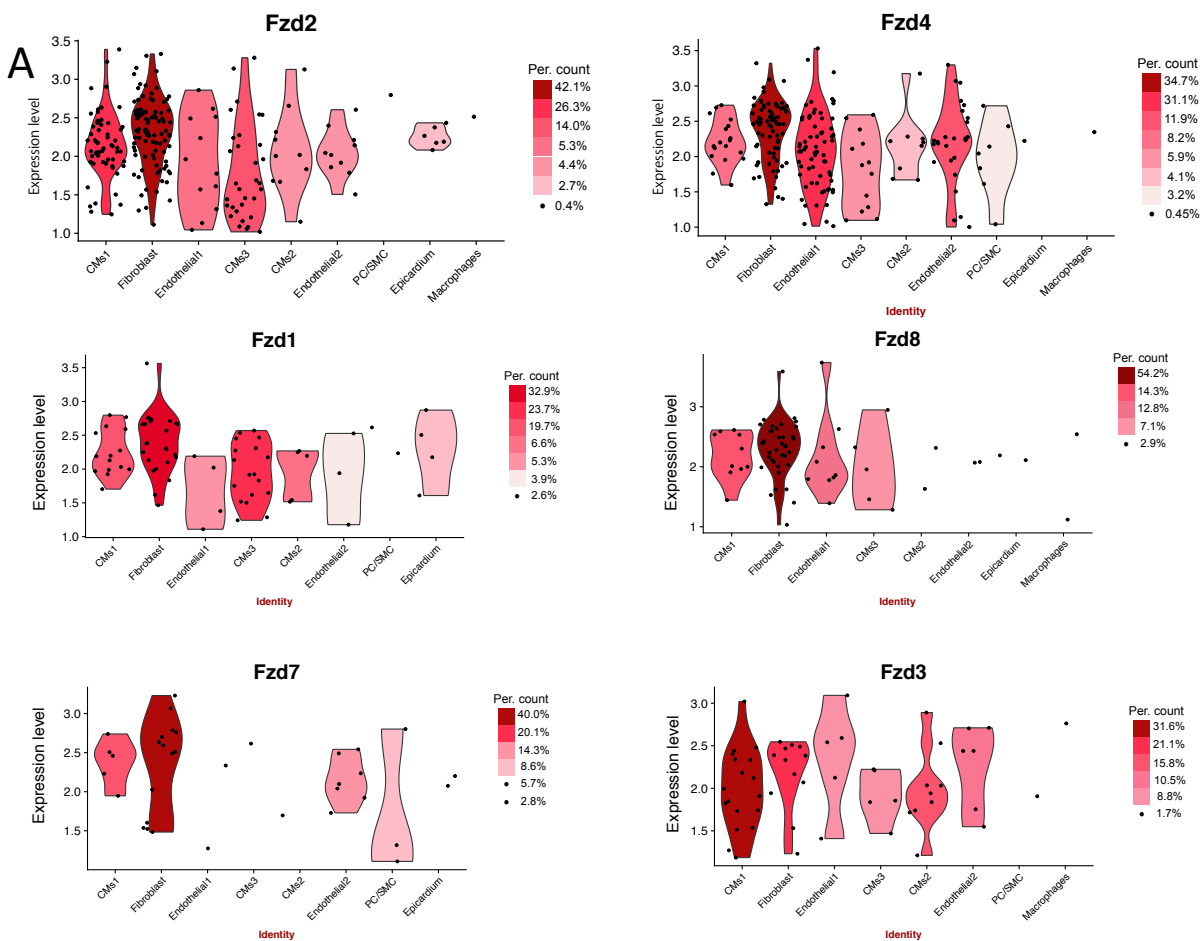 A
Fzd2
Expression level
3.5
3.0
2.5
2.0
1.5
1.0
CMs1
Fibroblast
Endothelial1
CMs3
CMs2
Endothelial2
PC/SMC
Epicardium
Macrophages
Per. count
42.1%
26.3%
14.0%
5.3%
4.4%
2.7%
0.4%
Fzd4
Expression level
3.5
3.0
2.5
2.0
1.5
1.0
CMs1
Fibroblast
Endothelial1
CMs3
CMs2
Endothelial2
PC/SMC
Epicardium
Macrophages
Identity
Per. count
34.7%
31.1%
11.9%
8.2%
5.9%
4.1%
3.2%
0.45%
Fzd1
Expression level
3.5
3.0
2.5
2.0
1.5
1.0
CMs1
Fibroblast
Endothelial1
CMs3
CMs2
Endothelial2
PC/SMC
Epicardium
Identity
Per. count
32.9%
23.7%
19.7%
6.6%
5.3%
3.9%
2.6%
Fzd8
Expression level
3
2
1
CMs1
Fibroblast
Endothelial1
CMs3
CMs2
Endothelial2
Epicardium
Macrophages
Identity
Per. count
54.2%
14.3%
12.8%
7.1%
2.9%
Fzd7
Expression level
3.0
2.5
2.0
1.5
CMs1
Fibroblast
Endothelial1
CMs3
CMs2
Endothelial2
PC/SMC
Epicardium
Identity
Per. count
40.0%
20.1%
14.3%
8.6%
5.7%
2.8%
Fzd3
Expression level
3.0
2.5
2.0
1.5
CMs1
Fibroblast
Endothelial1
CMs3
CMs2
Endothelial2
PC/SMC
Macrophages
Identity
Per. count
31.6%
21.1%
15.8%
10.5%
8.8%
1.7%